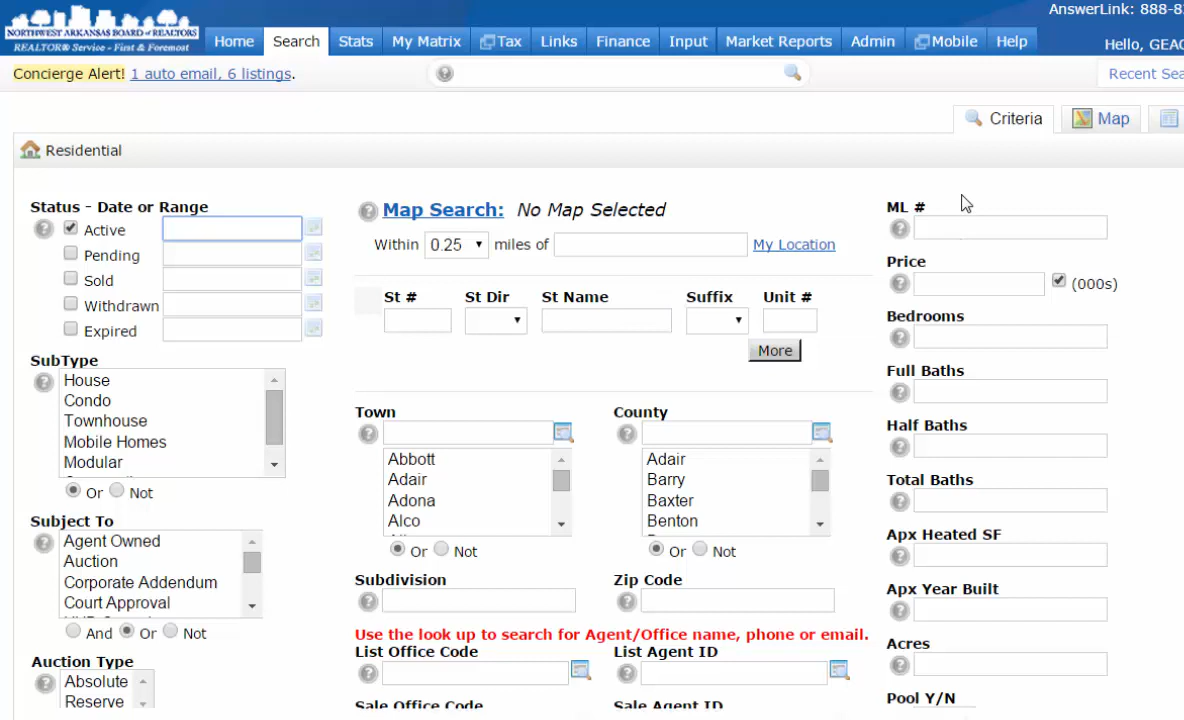 AnswerLink: 888-8
NORTHWEST ARKANSAS BOARD of REALTORS
REALTOR® Service - First & Foremost
Home Search Stats My Matrix Tax Links Finance Input Market Reports Admin Mobile Help
Hello, GEAC
Concierge Alert! 1 auto email, 6 listings.
Recent Sea
Criteria Map
Residential
Status - Date or Range
Active
Pending
Sold
Withdrawn
Expired
SubType
House
Condo
Townhouse
Mobile Homes
Modular
Or Not
Subject To
Agent Owned
Auction
Corporate Addendum
Court Approval
And Or Not
Auction Type
Absolute
Reserve
Map Search: No Map Selected
Within 0.25 miles of My Location
St # St Dir St Name Suffix Unit #
More
Town
Abbott
Adair
Adona
Alco
Or Not
County
Adair
Barry
Baxter
Benton
Or Not
Subdivision
Zip Code
Use the look up to search for Agent/Office name, phone or email.
List Office Code
List Agent ID
Sale Office Code
Sale Agent ID
ML #
Price
(000s)
Bedrooms
Full Baths
Half Baths
Total Baths
Apx Heated SF
Apx Year Built
Acres
Pool Y/N